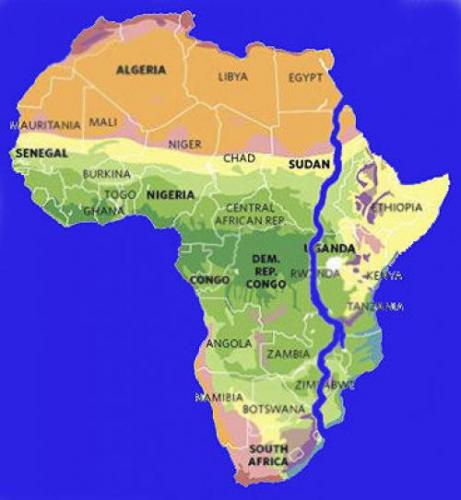 ALGERIA
LIBYA
EGYPT
MAURITANIA
MALI
NIGER
CHAD
SENEGAL
SUDAN
BURKINA
TOGO
NIGERIA
GHANA
CENTRAL
AFRICAN REP.
ETHIOPIA
UGANDA
DEM.
REP.
CONGO
RWANDA
KENYA
CONGO
TANZANIA
ANGOLA
ZAMBIA
ZIMBABWE
NAMIBIA
BOTSWANA
SOUTH
AFRICA